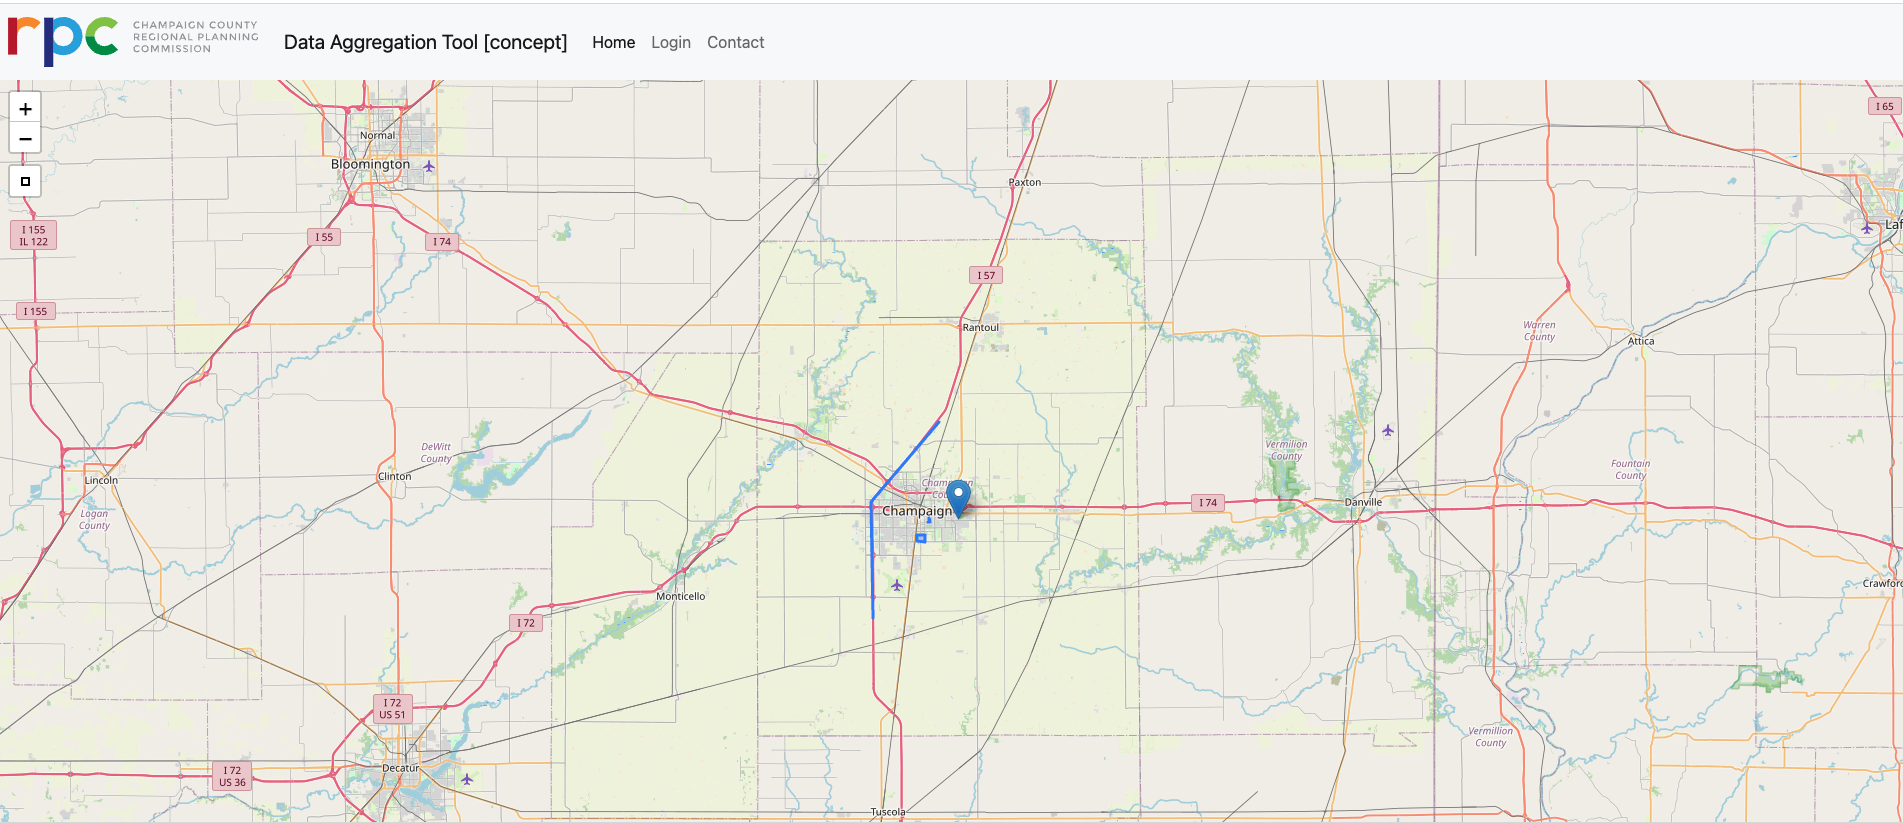 rpc
CHAMPAIGN COUNTY
REGIONAL PLANNING
COMMISSION
Data Aggregation Tool [concept]
Home
Login
Contact
+
−
I 65
Normal
Bloomington
Paxton
I 155
IL 122
I 55
I 74
Laf
I 57
I 155
Rantoul
Warren
County
Attica
DeWitt
County
Vermilion
County
Fountain
County
Lincoln
Clinton
Champaign
Danville
I 74
Logan
County
Crawford
Monticello
I 72
I 72
US 51
Vermillion
County
Decatur
I 72
US 36
Tuscola